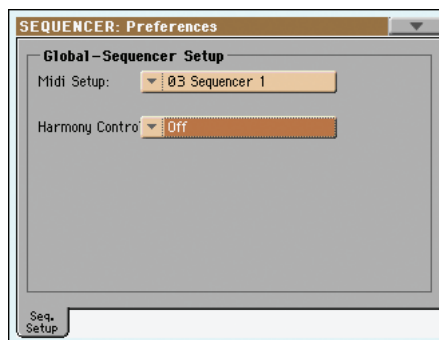 SEQUENCER: Preferences
Global-Sequencer Setup
Midi Setup: 03 Sequencer 1
Harmony Contro Off
Seq.
Setup